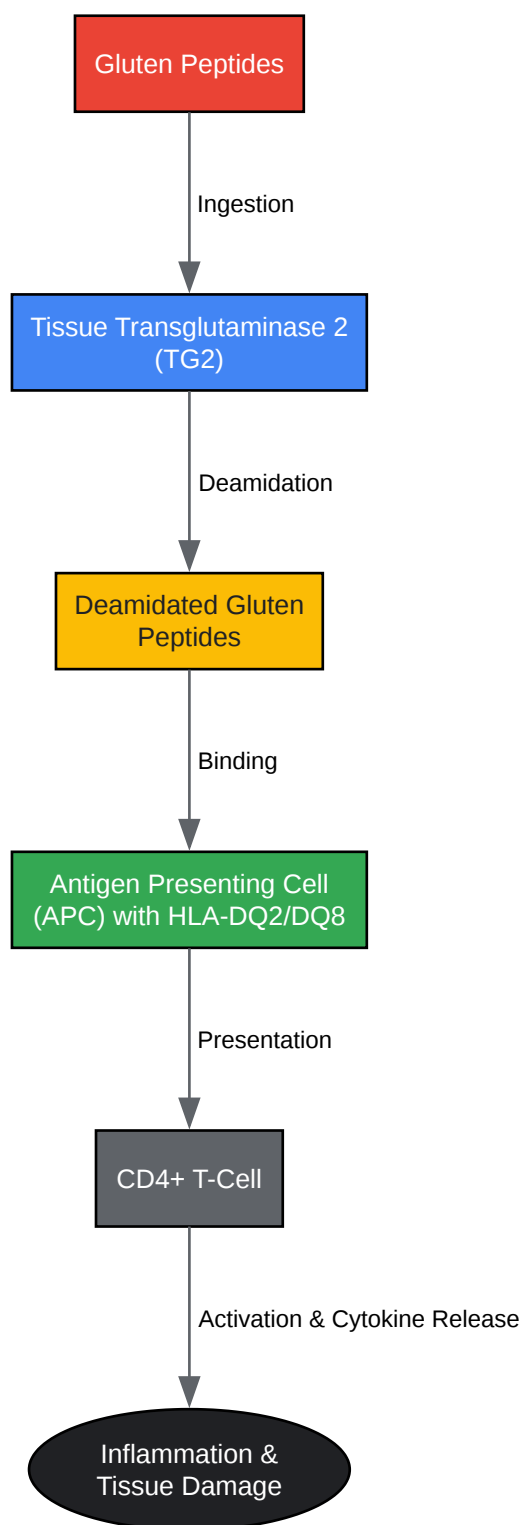 Gluten Peptides
Ingestion
Tissue Transglutaminase 2
(TG2)
Deamidation
Deamidated Gluten
Peptides
Binding
Antigen Presenting Cell
(APC) with HLA-DQ2/DQ8
Presentation
CD4+ T-Cell
Activation & Cytokine Release
Inflammation &
Tissue Damage